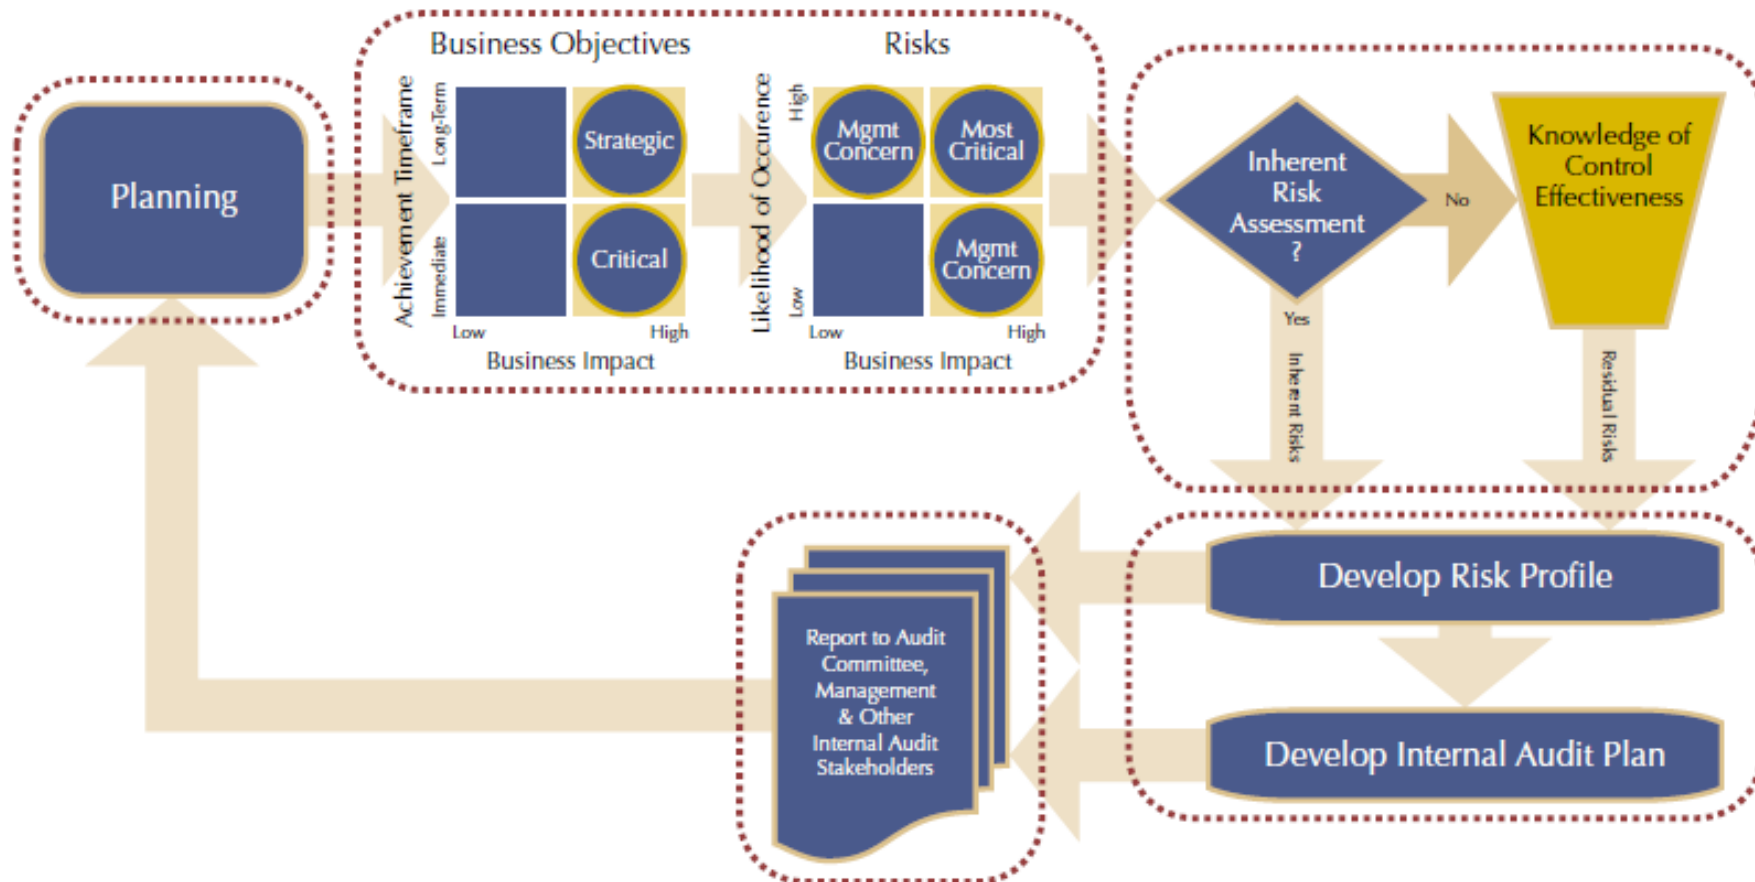 Planning
Business Objectives
Achievement Timeframe
Long-Term
Immediate
Strategic
Critical
Low
High
Business Impact
Risks
Likelihood of Occurence
High
Low
Mgmt
Concern
Most
Critical
Mgmt
Concern
Low
High
Business Impact
Inherent
Risk
Assessment
?
No
Yes
Knowledge of
Control
Effectiveness
Inherent Risks
Residual Risks
Develop Risk Profile
Develop Internal Audit Plan
Report to Audit
Committee,
Management
& Other
Internal Audit
Stakeholders